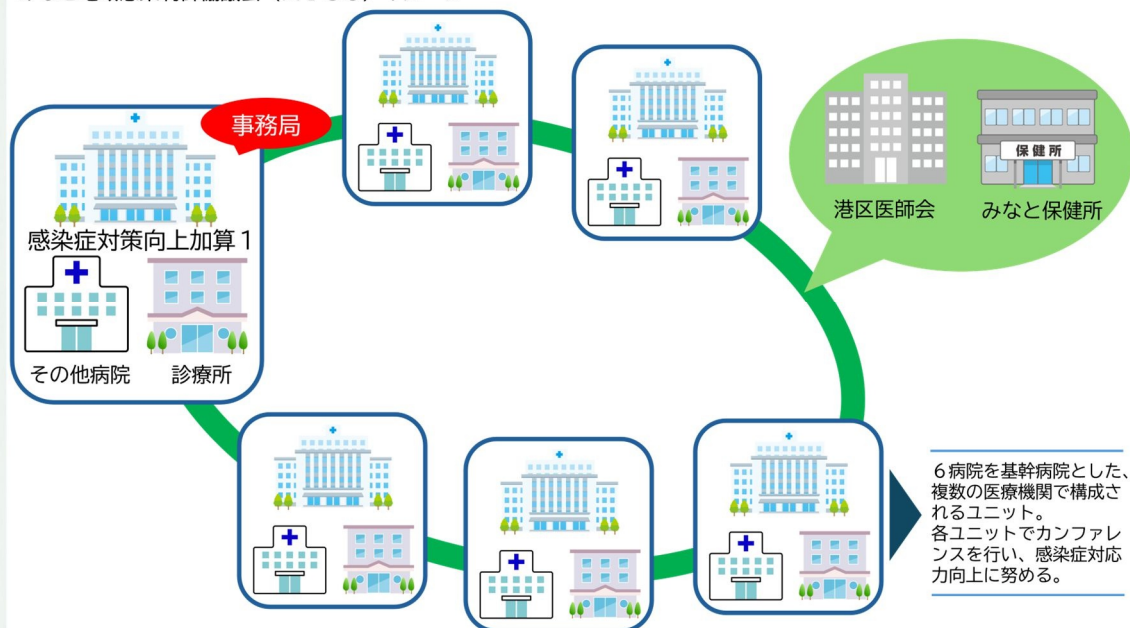 事務局
感染症対策向上加算1
その他病院
診療所
港区医師会
保健所
みなと保健所
6病院を基幹病院とした、
複数の医療機関で構成さ
れるユニット。
各ユニットでカンファレ
ンスを行い、感染症対応
力向上に努める。